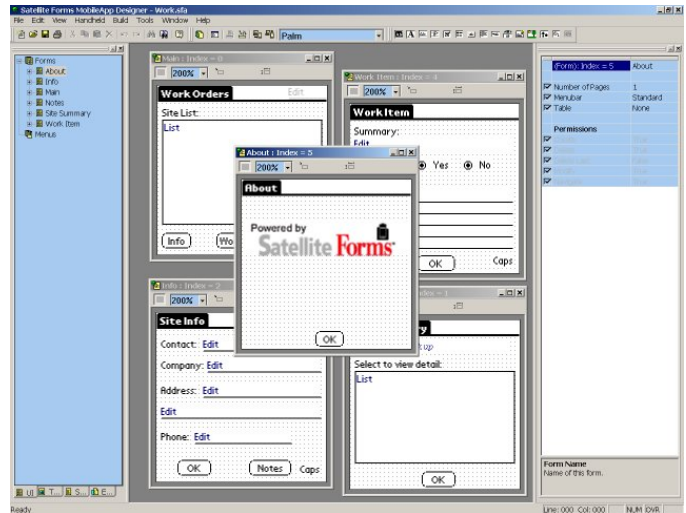 Satellite Forms MobileApp Designer - Work.sfa
File Edit View Handheld Build Tools Window Help
Palm
Forms
About
Info
Main
Notes
Site Summary
Work Item
Menus
UI
T...
S...
E...
Main : Index = 0
200%
Work Orders
Edit
Site List:
List
Info
Work Item : Index = 4
200%
Work Item
Summary:
Edit
Yes
No
OK
Caps
About : Index = 5
200%
About
Powered by
Satellite Forms
OK
Info : Index = 2
200%
Site Info
Contact: Edit
Company: Edit
Address: Edit
Edit
Phone: Edit
OK
Notes
Caps
Select to view detail:
List
OK
(Form): Index = 5 About
Number of Pages 1
Menubar Standard
Table None
Permissions
Form Name
Name of this form.
Ready
Line: 000 Col: 000 NUM OVR